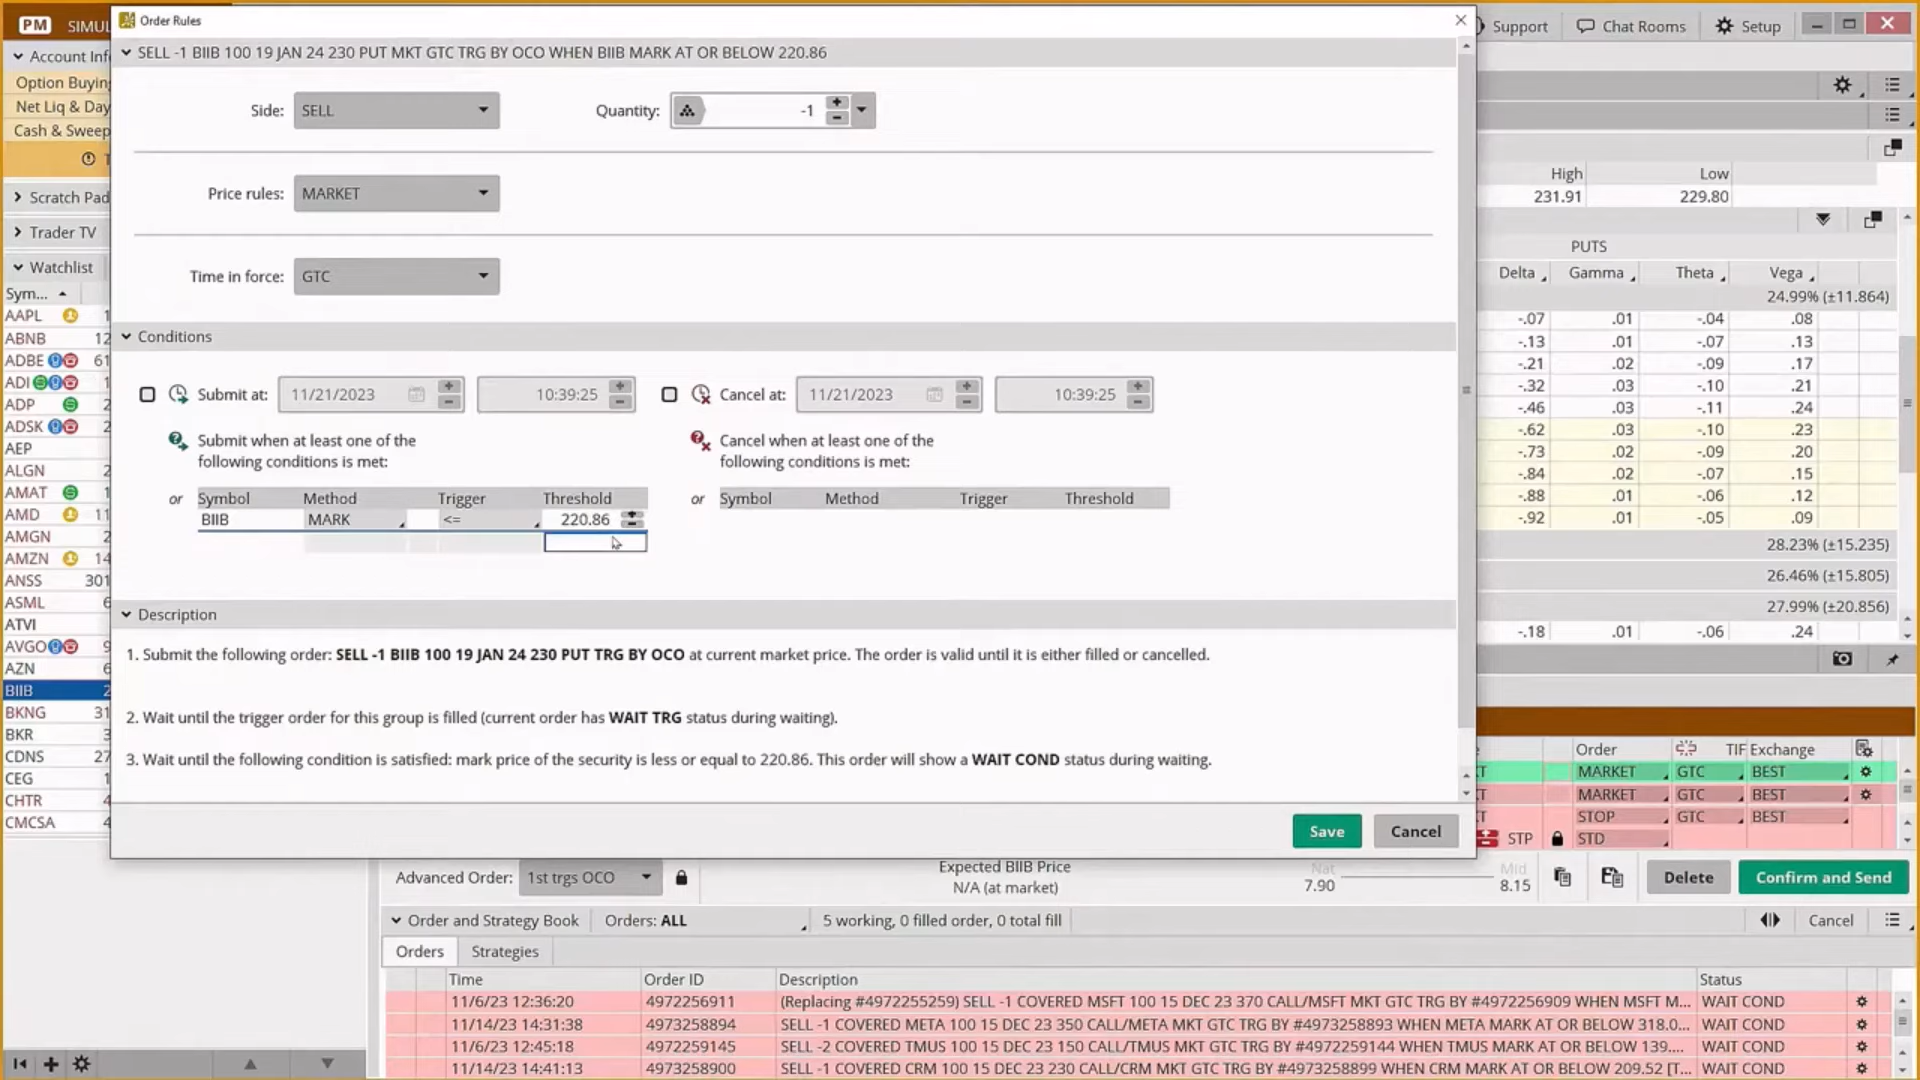 PM
Order Rules
Support
Chat Rooms
Setup
SELL -1 BIIB 100 19 JAN 24 230 PUT MKT GTC TRG BY OCO WHEN BIIB MARK AT OR BELOW 220.86
Side: SELL
Quantity: -1
Price rules: MARKET
Time in force: GTC
Conditions
Submit at: 11/21/2023 10:39:25
Cancel at: 11/21/2023 10:39:25
Submit when at least one of the
following conditions is met:
Cancel when at least one of the
following conditions is met:
or Symbol Method Trigger Threshold
BIIB MARK <= 220.86
or Symbol Method Trigger Threshold
Description
1. Submit the following order: SELL -1 BIIB 100 19 JAN 24 230 PUT TRG BY OCO at current market price. The order is valid until it is either filled or cancelled.
2. Wait until the trigger order for this group is filled (current order has WAIT TRG status during waiting).
3. Wait until the following condition is satisfied: mark price of the security is less or equal to 220.86. This order will show a WAIT COND status during waiting.
Save
Cancel
Account
Option
Net Liq &
Cash & Sweep
Scratch Pad
Trader TV
Watchlist
Sym...
AAPL
ABNB
ADBE
ADI
ADP
ADSK
AEP
ALGN
AMAT
AMD
AMGN
AMZN
ANSS
ASML
ATVI
AVGO
AZN
BIIB
BKNG
BKR
CDNS
CEG
CHTR
CMCSA
High Low
231.91 229.80
PUTS
Delta Gamma Theta Vega
24.99% (±11.864)
-.07 .01 -.04 .08
-.13 .01 -.07 .13
-.21 .02 -.09 .17
-.32 .03 -.10 .21
-.46 .03 -.11 .24
-.62 .03 -.10 .23
-.73 .02 -.09 .20
-.84 .02 -.07 .15
-.88 .01 -.06 .12
-.92 .01 -.05 .09
28.23% (±15.235)
26.46% (±15.805)
27.99% (±20.856)
-.18 .01 -.06 .24
Order TIF Exchange
MARKET GTC BEST
MARKET GTC BEST
STOP GTC BEST
STP STD
Advanced Order: 1st trgs OCO
Expected BIIB Price
N/A (at market)
Nat Mid
7.90 8.15
Delete
Confirm and Send
Order and Strategy Book
Orders: ALL
5 working, 0 filled order, 0 total fill
Cancel
Orders Strategies
Time Order ID Description Status
11/6/23 12:36:20 4972256911 (Replacing #4972255259) SELL -1 COVERED MSFT 100 15 DEC 23 370 CALL/MSFT MKT GTC TRG BY #4972256909 WHEN MSFT M... WAIT COND
11/14/23 14:31:38 4973258894 SELL -1 COVERED META 100 15 DEC 23 350 CALL/META MKT GTC TRG BY #4973258893 WHEN META MARK AT OR BELOW 318.0... WAIT COND
11/6/23 12:45:18 4972259145 SELL -2 COVERED TMUS 100 15 DEC 23 150 CALL/TMUS MKT GTC TRG BY #4972259144 WHEN TMUS MARK AT OR BELOW 139.... WAIT COND
11/14/23 14:41:13 4973258900 SELL -1 COVERED CRM 100 15 DEC 23 230 CALL/CRM MKT GTC TRG BY #4973258899 WHEN CRM MARK AT OR BELOW 209.52 [T... WAIT COND